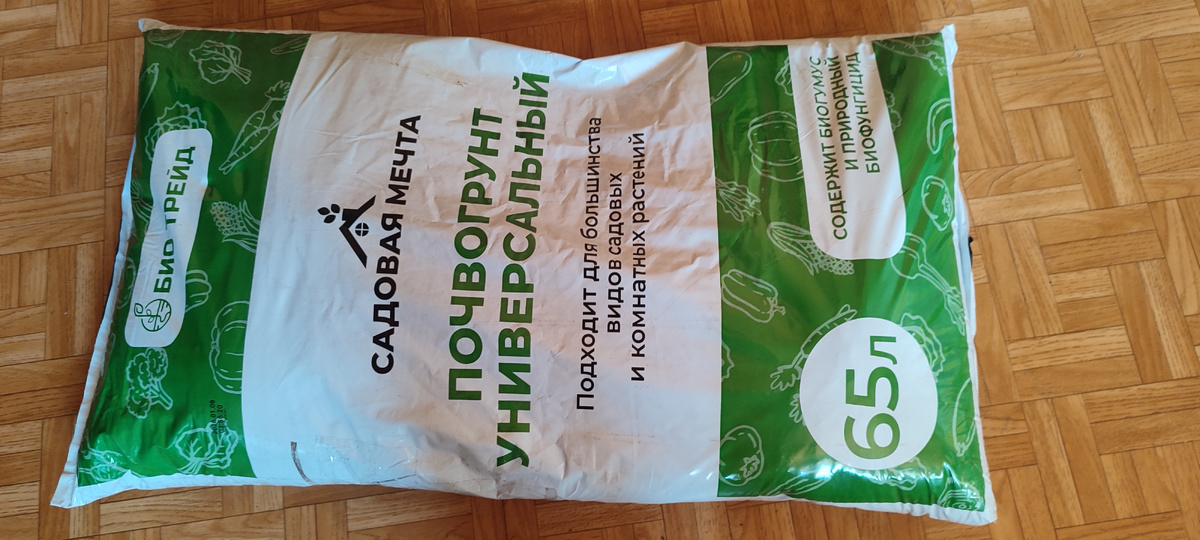 БИО ТРЕЙД
САДОВАЯ МЕЧТА
ПОЧВОГРУНТ
УНИВЕРСАЛЬНЫЙ
Подходит для большинства
видов садовых
и комнатных растений
СОДЕРЖИТ БИОГУМУС
И ПРИРОДНЫЙ
БИОФУНГИЦИД
65л